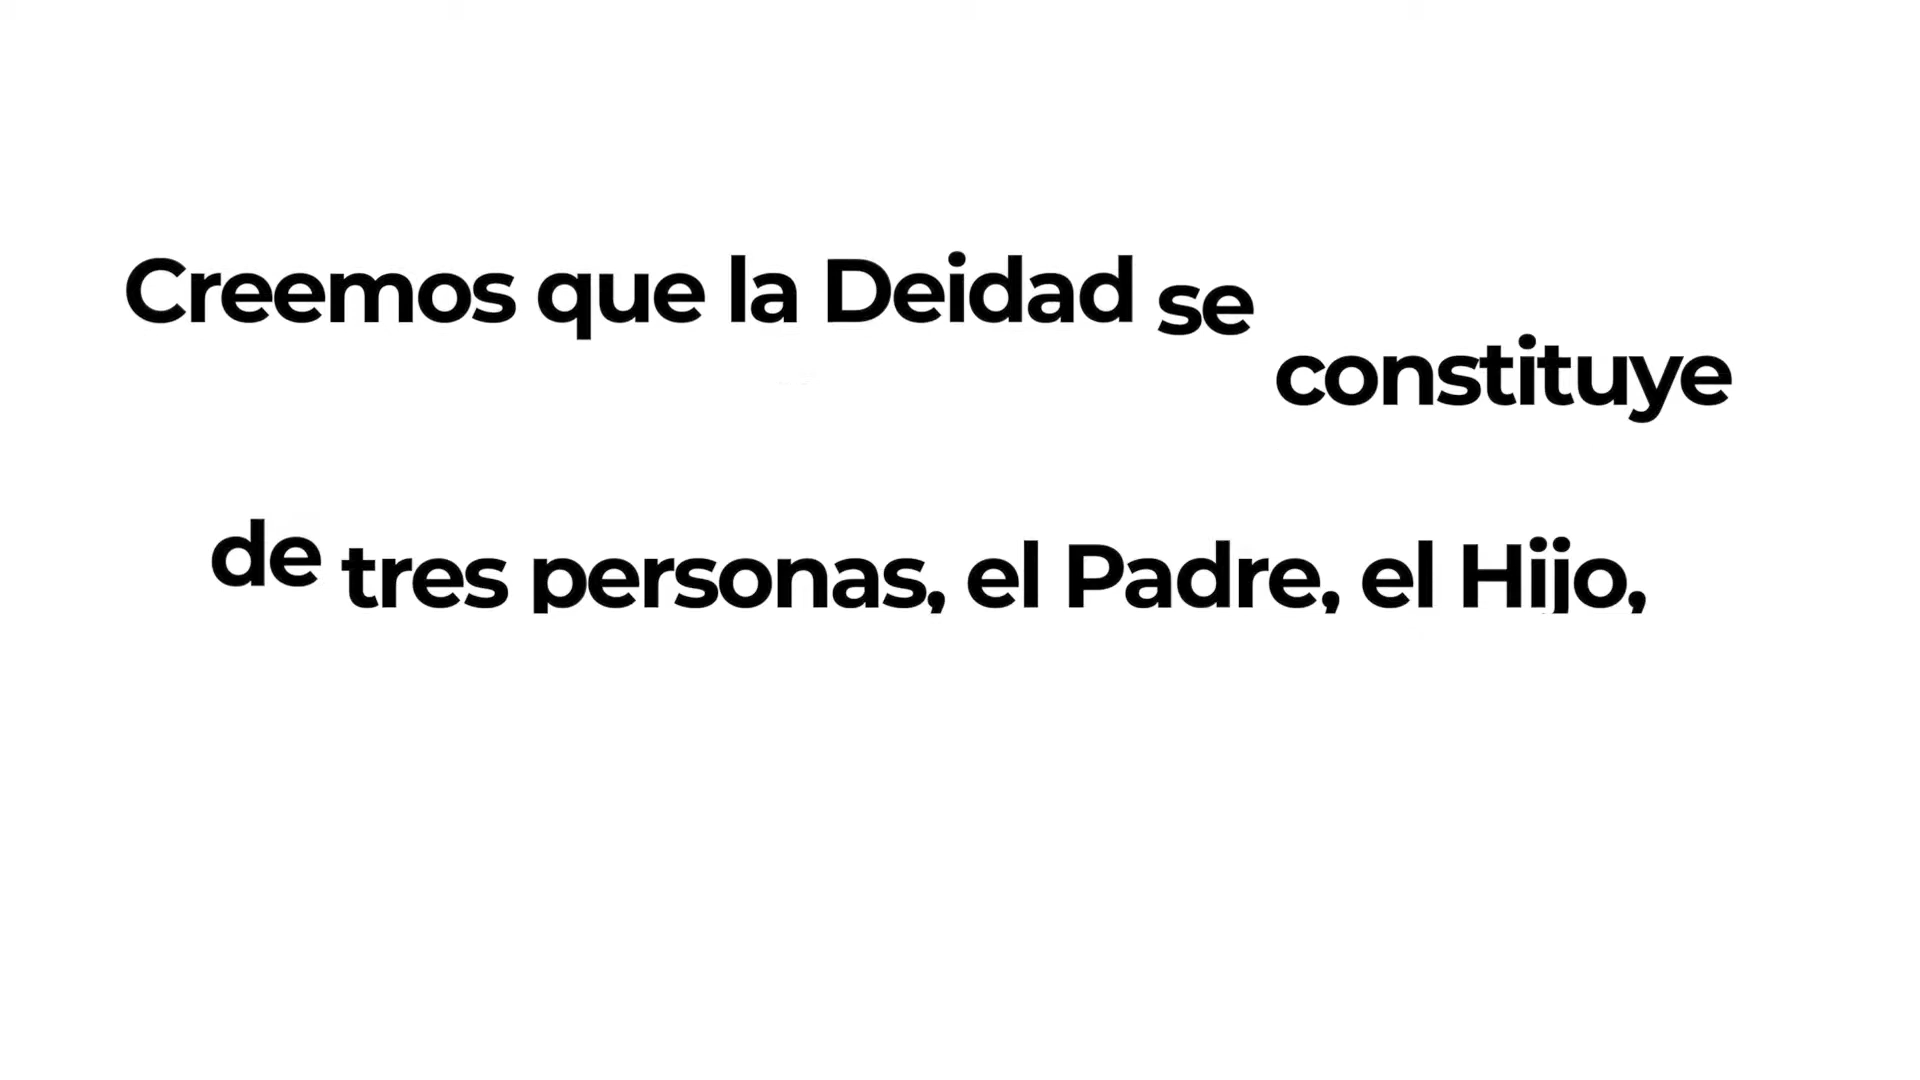 Creemos que la Deidad se constituye
de tres personas, el Padre, el Hijo,